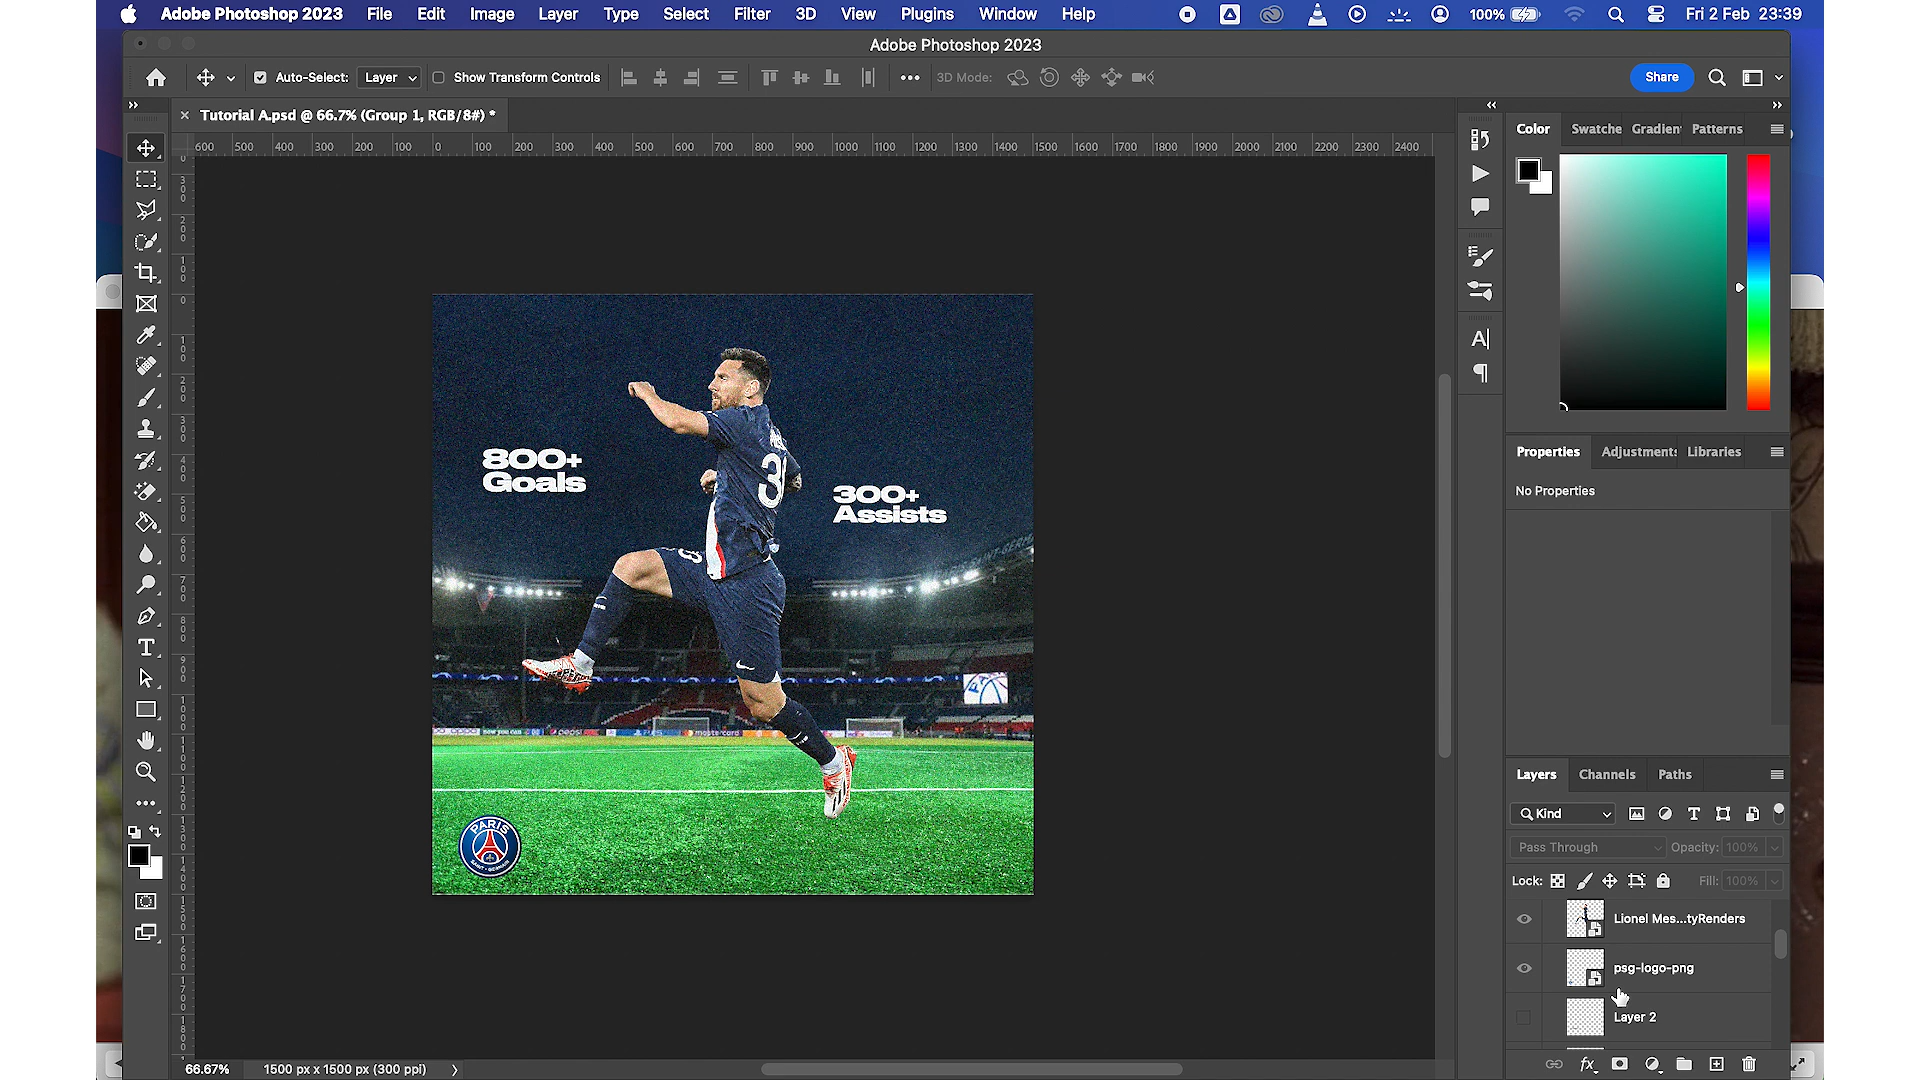 Adobe Photoshop 2023 File Edit Image Layer Type Select Filter 3D View Plugins Window Help 100% Fri 2 Feb 23:39
Adobe Photoshop 2023
Auto-Select: Layer Show Transform Controls 3D Mode: Share
Tutorial A.psd @ 66.7% (Group 1, RGB/8#) *
600 500 400 300 200 100 0 100 200 300 400 500 600 700 800 900 1000 1100 1200 1300 1400 1500 1600 1700 1800 1900 2000 2100 2200 2300 2400
Color Swatche Gradien Patterns
800+
Goals
300+
Assists
Properties Adjustments Libraries
No Properties
mastercard
PARIS
SAINT-GERMAIN
Layers Channels Paths
Kind
Pass Through Opacity: 100%
Lock: Fill: 100%
Lionel Mes...tyRenders
psg-logo-png
Layer 2
66.67% 1500 px x 1500 px (300 ppi)